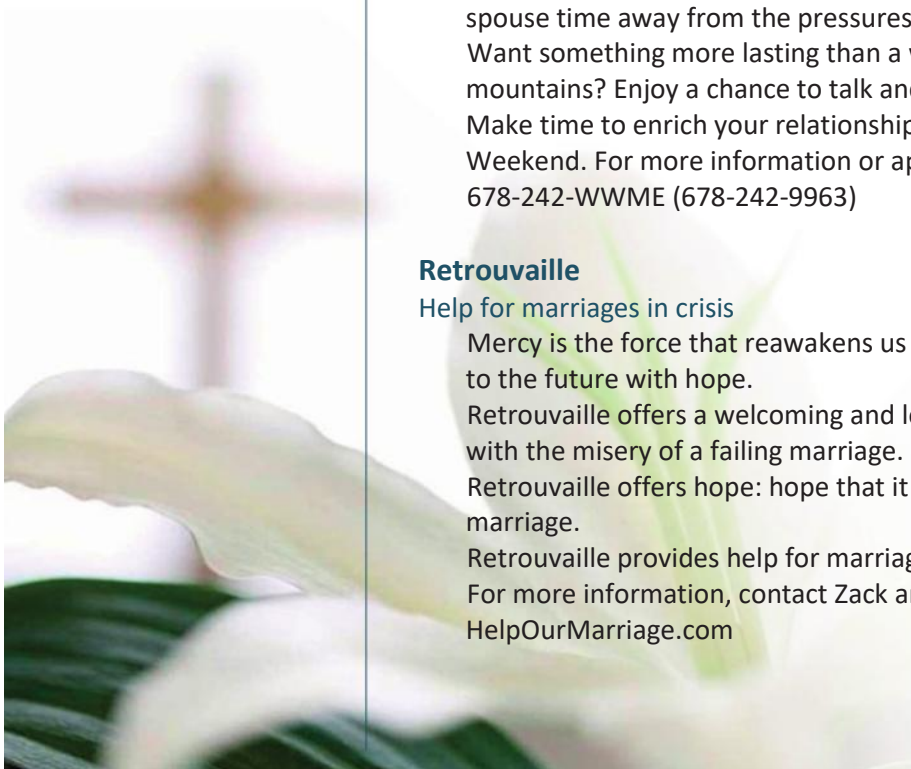 spouse time away from the pressures
Want something more lasting than a
mountains? Enjoy a chance to talk
Make time to enrich your relationship
Weekend. For more information or
678-242-WWME (678-242-9963)
Retrouvaille
Help for marriages in crisis
Mercy is the force that reawakens us
to the future with hope.
Retrouvaille offers a welcoming and
with the misery of a failing marriage.
Retrouvaille offers hope: hope that it
marriage.
Retrouvaille provides help for
For more information, contact Zack
HelpOurMarriage.com